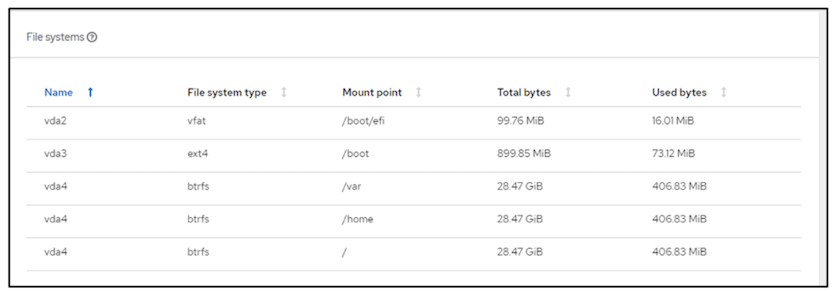 File systems
Name File system type Mount point Total bytes Used bytes
vda2 vfat /boot/efi 99.76 MiB 16.01 MiB
vda3 ext4 /boot 899.85 MiB 73.12 MiB
vda4 btrfs /var 28.47 GiB 406.83 MiB
vda4 btrfs /home 28.47 GiB 406.83 MiB
vda4 btrfs / 28.47 GiB 406.83 MiB